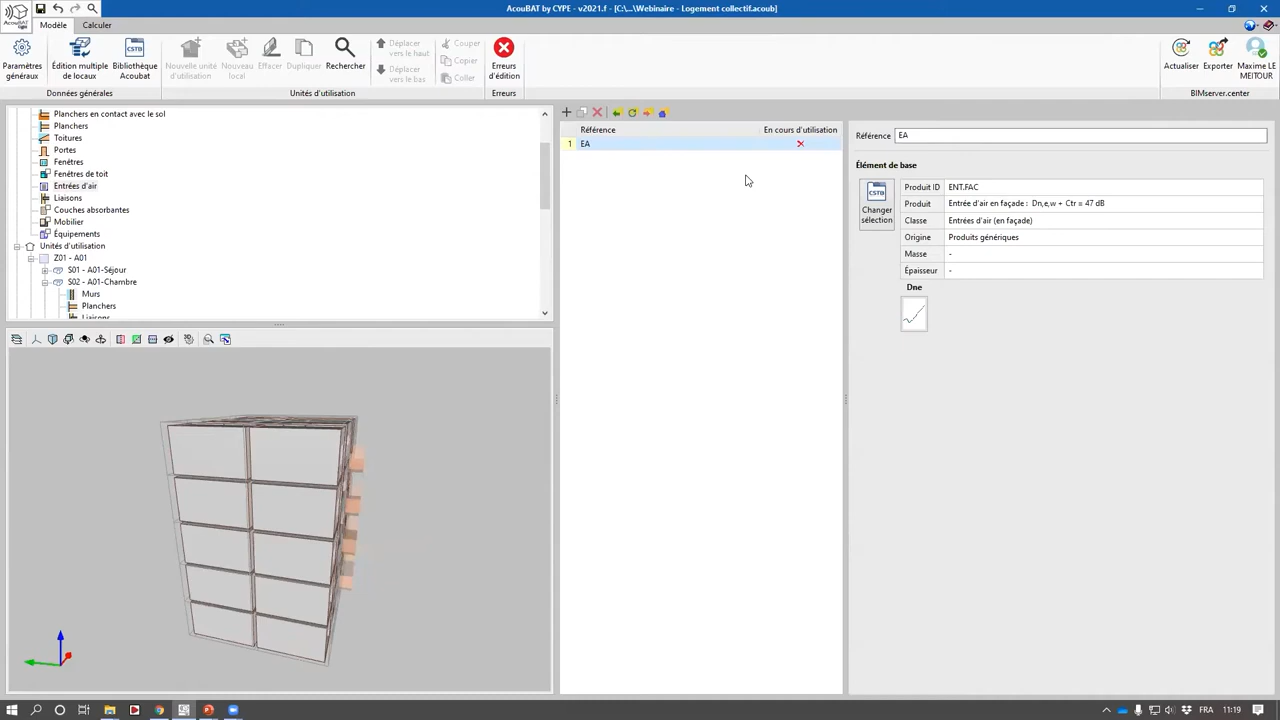 AcouBAT by CYPE - v2021.f - [C:\...\Webinaire - Logement collectif.acoub]
Modèle
Calculer
Paramètres généraux
Édition multiple de locaux
Bibliothèque Acoubat
Nouvelle unité d'utilisation
Nouveau local
Effacer
Dupliquer
Rechercher
Déplacer vers le haut
Déplacer vers le bas
Couper
Copier
Coller
Erreurs d'édition
Actualiser
Exporter
Maxime LE MEITOUR
Données générales
Unités d'utilisation
Erreurs
BIMserver.center
Planchers en contact avec le sol
Planchers
Toitures
Portes
Fenêtres
Fenêtres de toit
Entrées d'air
Liaisons
Couches absorbantes
Mobilier
Équipements
Unités d'utilisation
Z01 - A01
S01 - A01-Séjour
S02 - A01-Chambre
Murs
Planchers
Liaisons
Référence
En cours d'utilisation
1
EA
Référence
EA
Élément de base
CSTB
Changer sélection
Produit ID
ENT.FAC
Produit
Entrée d'air en façade : Dn,e,w + Ctr = 47 dB
Classe
Entrées d'air (en façade)
Origine
Produits génériques
Masse
-
Épaisseur
-
Dne
FRA
11:19